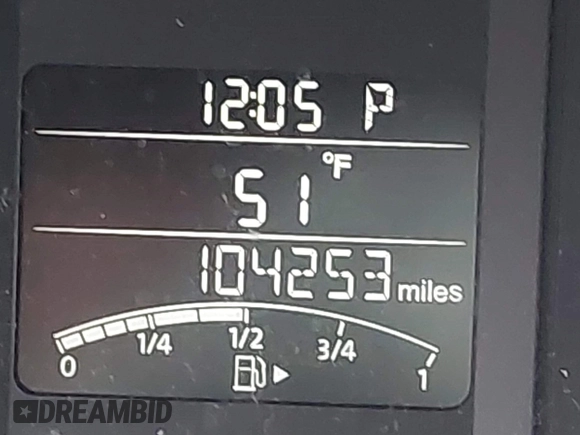 12:05 P
51 °F
104253 miles
0 1/4 1/2 3/4 1
DREAMBID